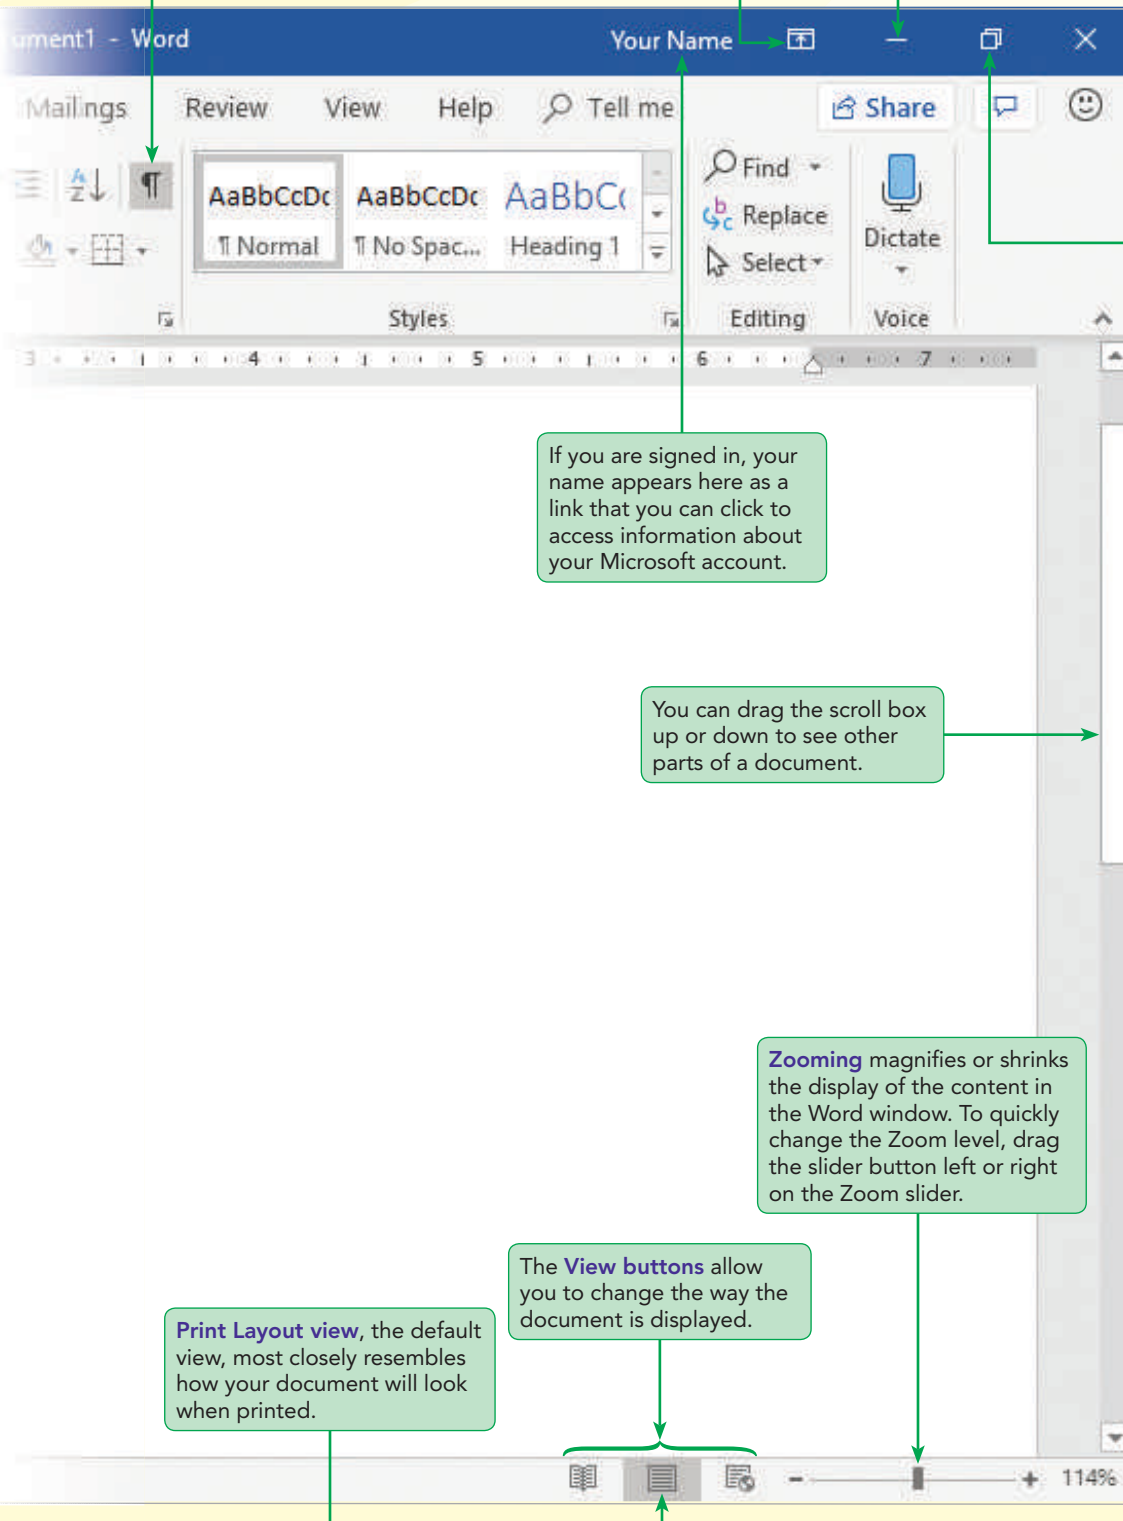 ument1 - Word
Your Name
Mailings Review View Help Tell me Share
Find
AaBbCcDc AaBbCcDc AaBbC(
Replace
¶ Normal ¶ No Spac... Heading 1
Dictate
Select
Styles Editing Voice
3 4 5 6 7
If you are signed in, your
name appears here as a
link that you can click to
access information about
your Microsoft account.
You can drag the scroll box
up or down to see other
parts of a document.
Zooming magnifies or shrinks
the display of the content in
the Word window. To quickly
change the Zoom level, drag
the slider button left or right
on the Zoom slider.
The View buttons allow
you to change the way the
document is displayed.
Print Layout view, the default
view, most closely resembles
how your document will look
when printed.
114%